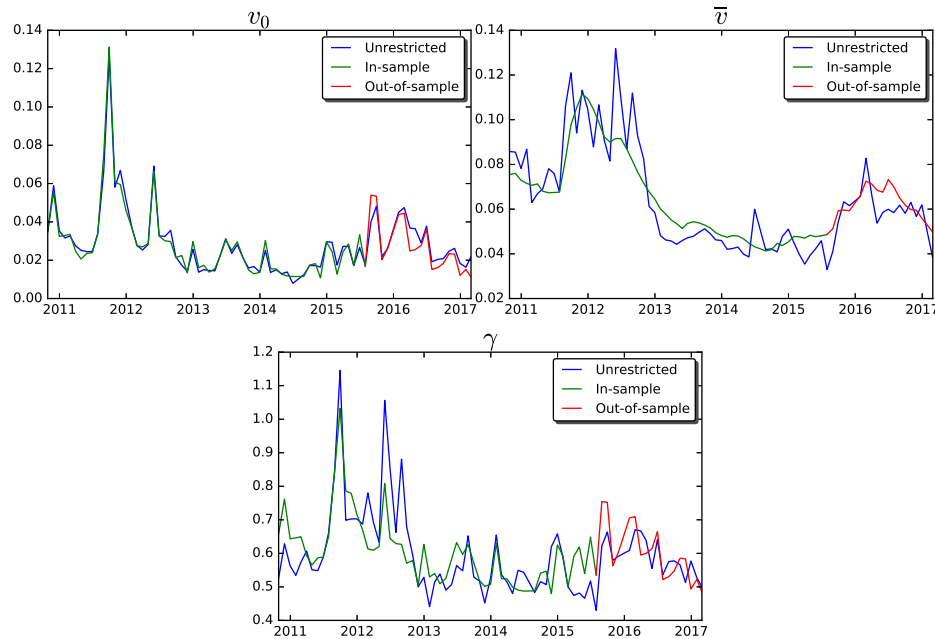 v₀
0.14
0.12
0.10
0.08
0.06
0.04
0.02
0.00
2011 2012 2013 2014 2015 2016 2017
Unrestricted
In-sample
Out-of-sample
v̅
0.14
0.12
0.10
0.08
0.06
0.04
0.02
2011 2012 2013 2014 2015 2016 2017
Unrestricted
In-sample
Out-of-sample
γ
1.2
1.1
1.0
0.9
0.8
0.7
0.6
0.5
0.4
2011 2012 2013 2014 2015 2016 2017
Unrestricted
In-sample
Out-of-sample